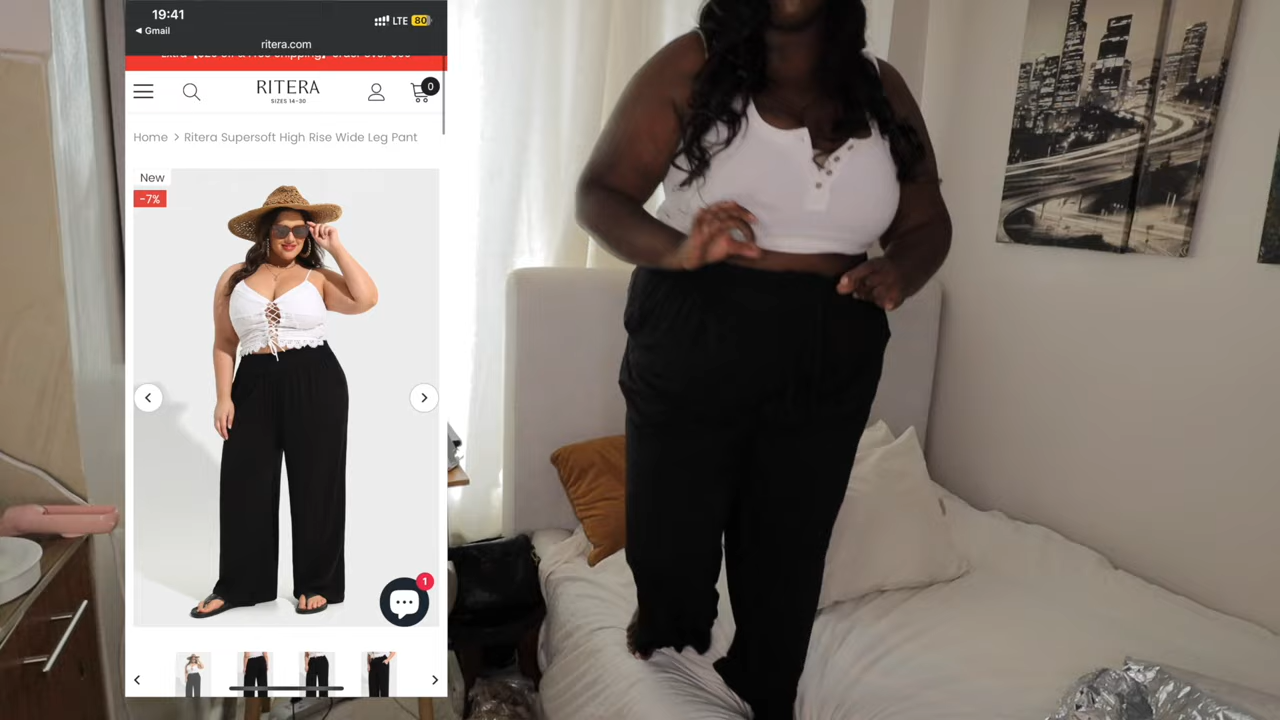 19:41
LTE 80
Gmail
ritera.com
RITERA
SIZES 14-30
0
Home > Ritera Supersoft High Rise Wide Leg Pant
New
-7%
1